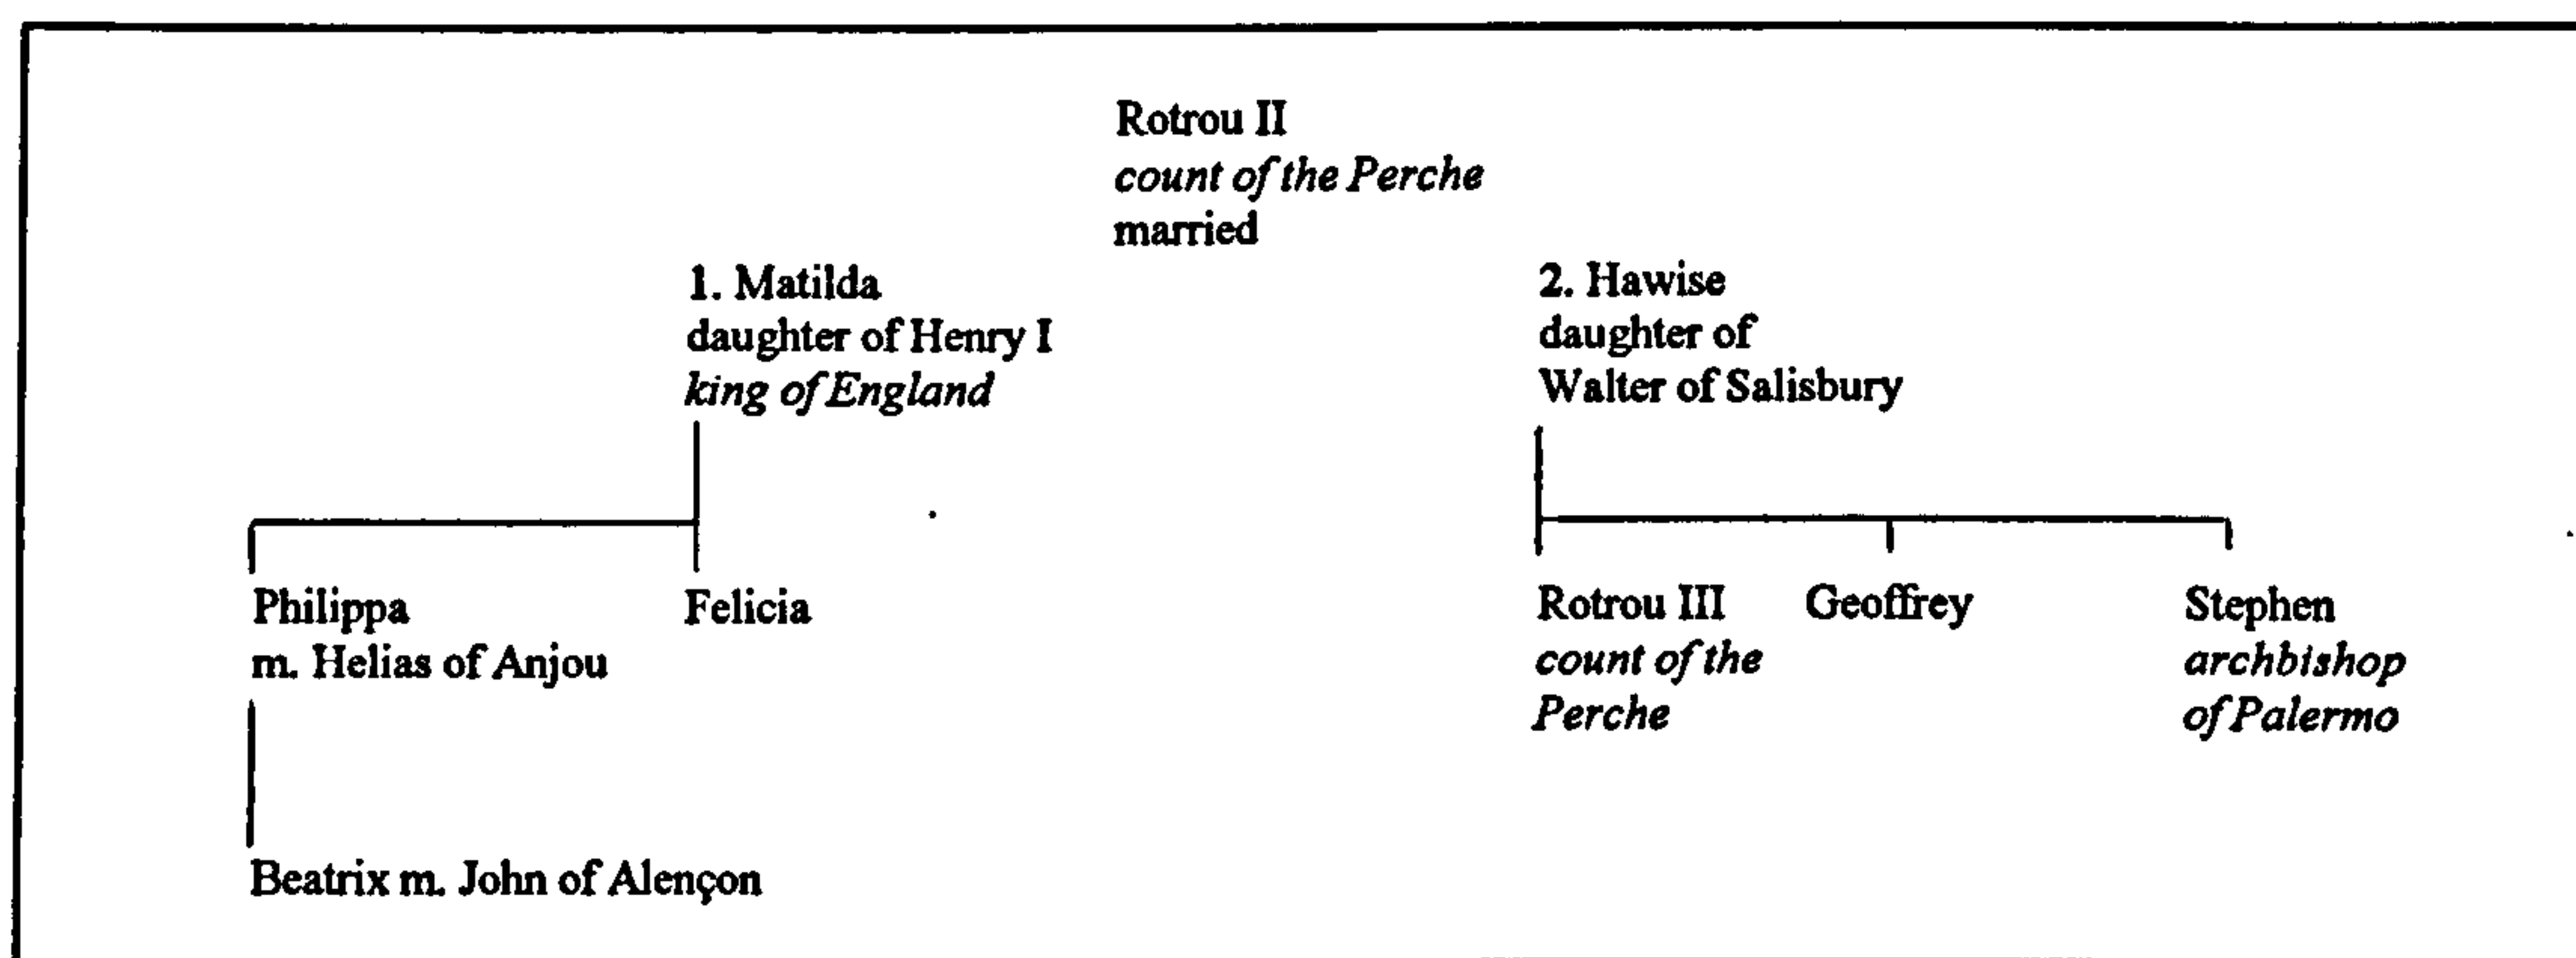 Rotrou II
count of the Perche
married
1. Matilda
daughter of Henry I
king of England
2. Hawise
daughter of
Walter of Salisbury
Philippa
m. Helias of Anjou
Felicia
Rotrou III
count of the
Perche
Geoffrey
Stephen
archbishop
of Palermo
Beatrix m. John of Alençon